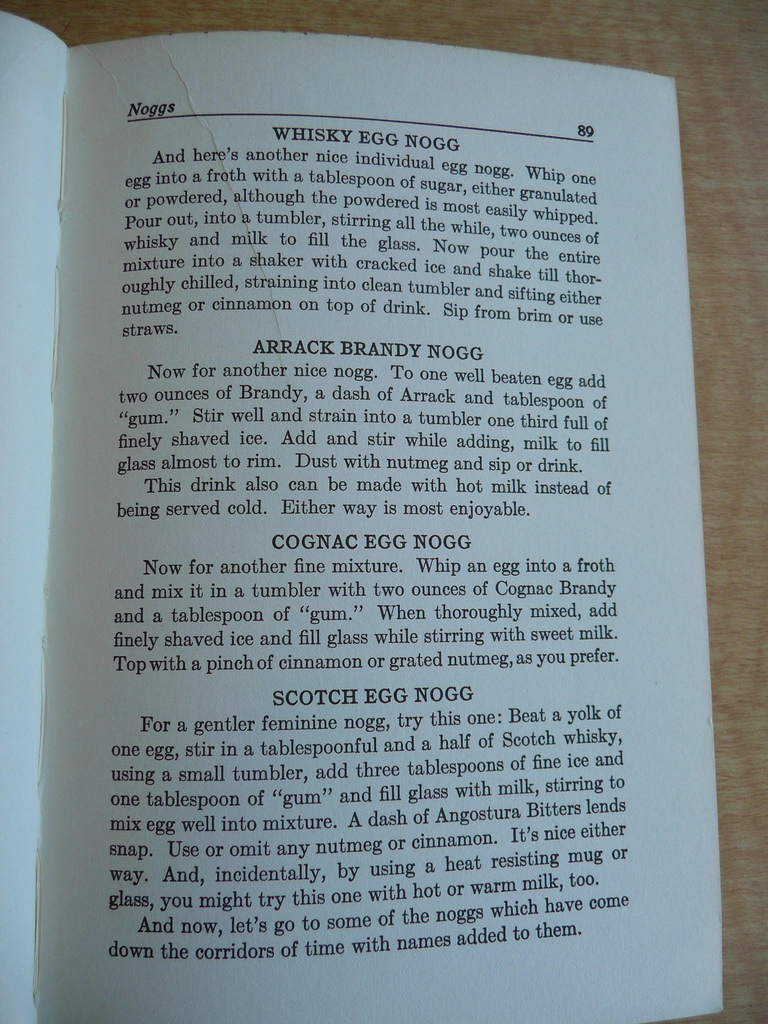 Noggs 89
WHISKY EGG NOGG
And here's another nice individual egg nogg. Whip one
egg into a froth with a tablespoon of sugar, either granulated
or powdered, although the powdered is most easily whipped.
Pour out, into a tumbler, stirring all the while, two ounces of
whisky and milk to fill the glass. Now pour the entire
mixture into a shaker with cracked ice and shake till thor-
oughly chilled, straining into clean tumbler and sifting either
nutmeg or cinnamon on top of drink. Sip from brim or use
straws.
ARRACK BRANDY NOGG
Now for another nice nogg. To one well beaten egg add
two ounces of Brandy, a dash of Arrack and tablespoon of
“gum.” Stir well and strain into a tumbler one third full of
finely shaved ice. Add and stir while adding, milk to fill
glass almost to rim. Dust with nutmeg and sip or drink.
This drink also can be made with hot milk instead of
being served cold. Either way is most enjoyable.
COGNAC EGG NOGG
Now for another fine mixture. Whip an egg into a froth
and mix it in a tumbler with two ounces of Cognac Brandy
and a tablespoon of “gum.” When thoroughly mixed, add
finely shaved ice and fill glass while stirring with sweet milk.
Top with a pinch of cinnamon or grated nutmeg, as you prefer.
SCOTCH EGG NOGG
For a gentler feminine nogg, try this one: Beat a yolk of
one egg, stir in a tablespoonful and a half of Scotch whisky,
using a small tumbler, add three tablespoons of fine ice and
one tablespoon of “gum” and fill glass with milk, stirring to
mix egg well into mixture. A dash of Angostura Bitters lends
snap. Use or omit any nutmeg or cinnamon. It's nice either
way. And, incidentally, by using a heat resisting mug or
glass, you might try this one with hot or warm milk, too.
And now, let's go to some of the noggs which have come
down the corridors of time with names added to them.